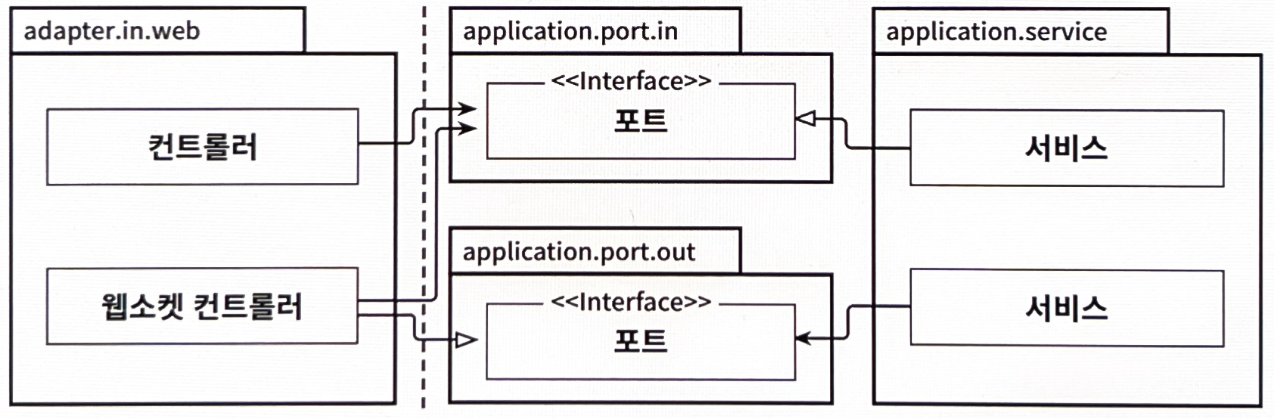 adapter.in.web
컨트롤러
웹소켓 컨트롤러
application.port.in
<<Interface>>
포트
application.port.out
<<Interface>>
포트
application.service
서비스
서비스